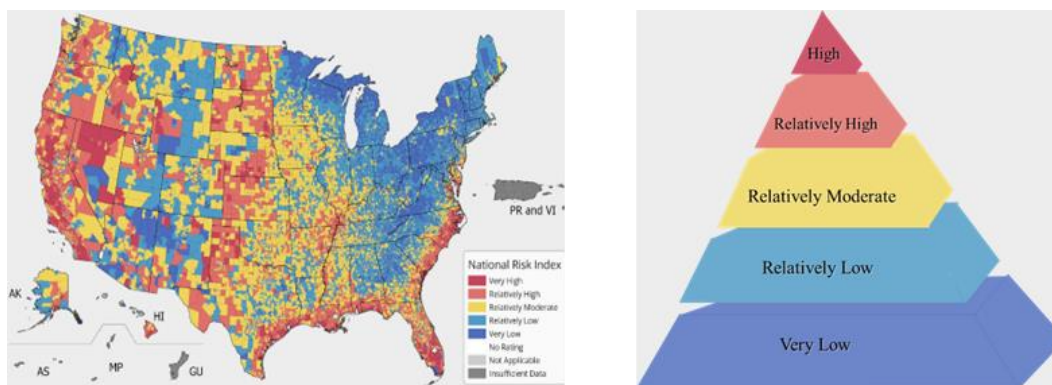 PR and VI
AK
HI
AS
MP
GU
National Risk Index
Very High
Relatively High
Relatively Moderate
Relatively Low
Very Low
No Rating
Not Applicable
Insufficient Data
High
Relatively High
Relatively Moderate
Relatively Low
Very Low